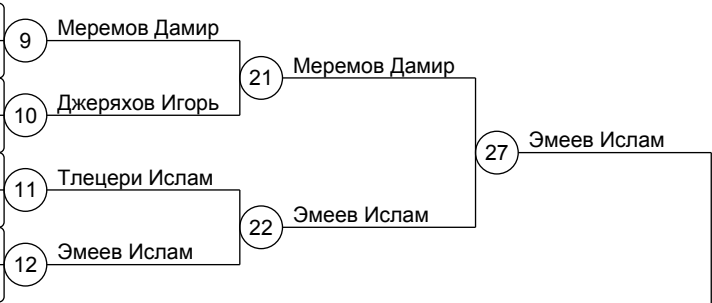 9 Меремов Дамир
21 Меремов Дамир
10 Джеряхов Игорь
27 Эмеев Ислам
11 Тлецери Ислам
22 Эмеев Ислам
12 Эмеев Ислам